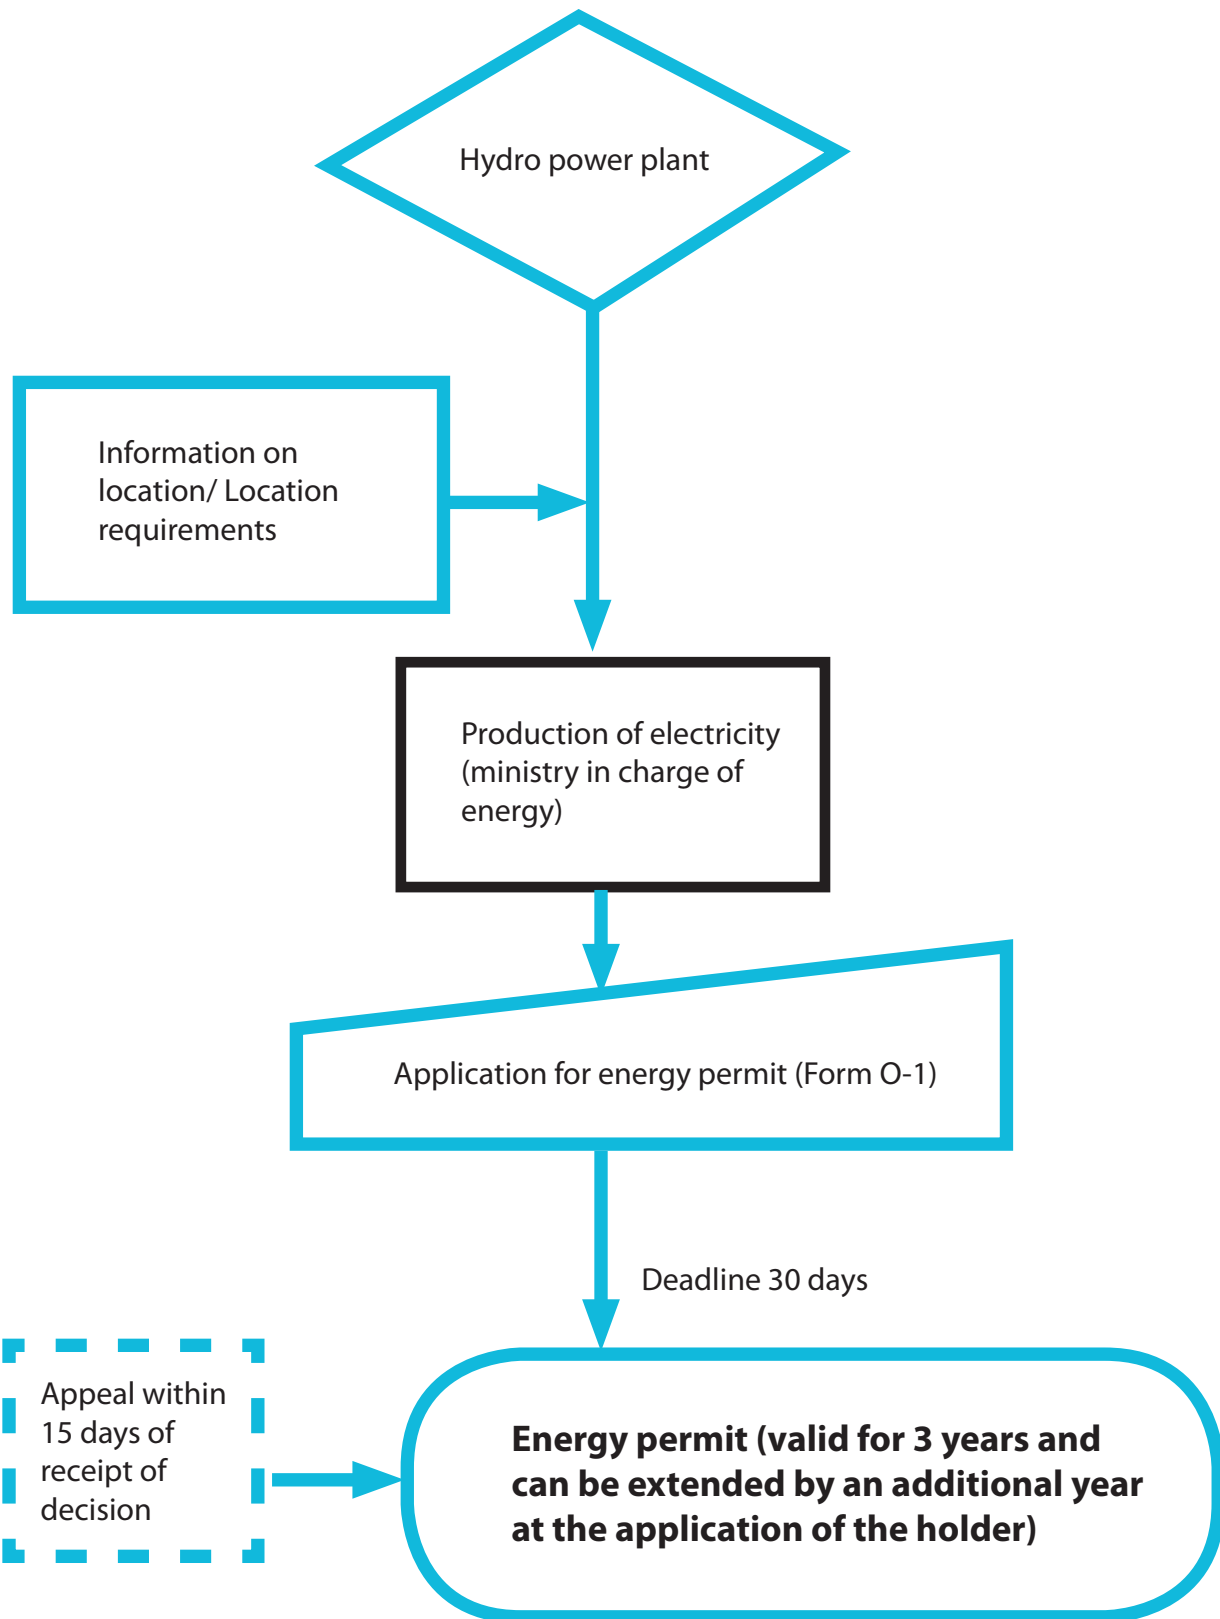 Hydro power plant
Information on
location/ Location
requirements
Production of electricity
(ministry in charge of
energy)
Application for energy permit (Form O-1)
Deadline 30 days
Appeal within
15 days of
receipt of
decision
Energy permit (valid for 3 years and
can be extended by an additional year
at the application of the holder)